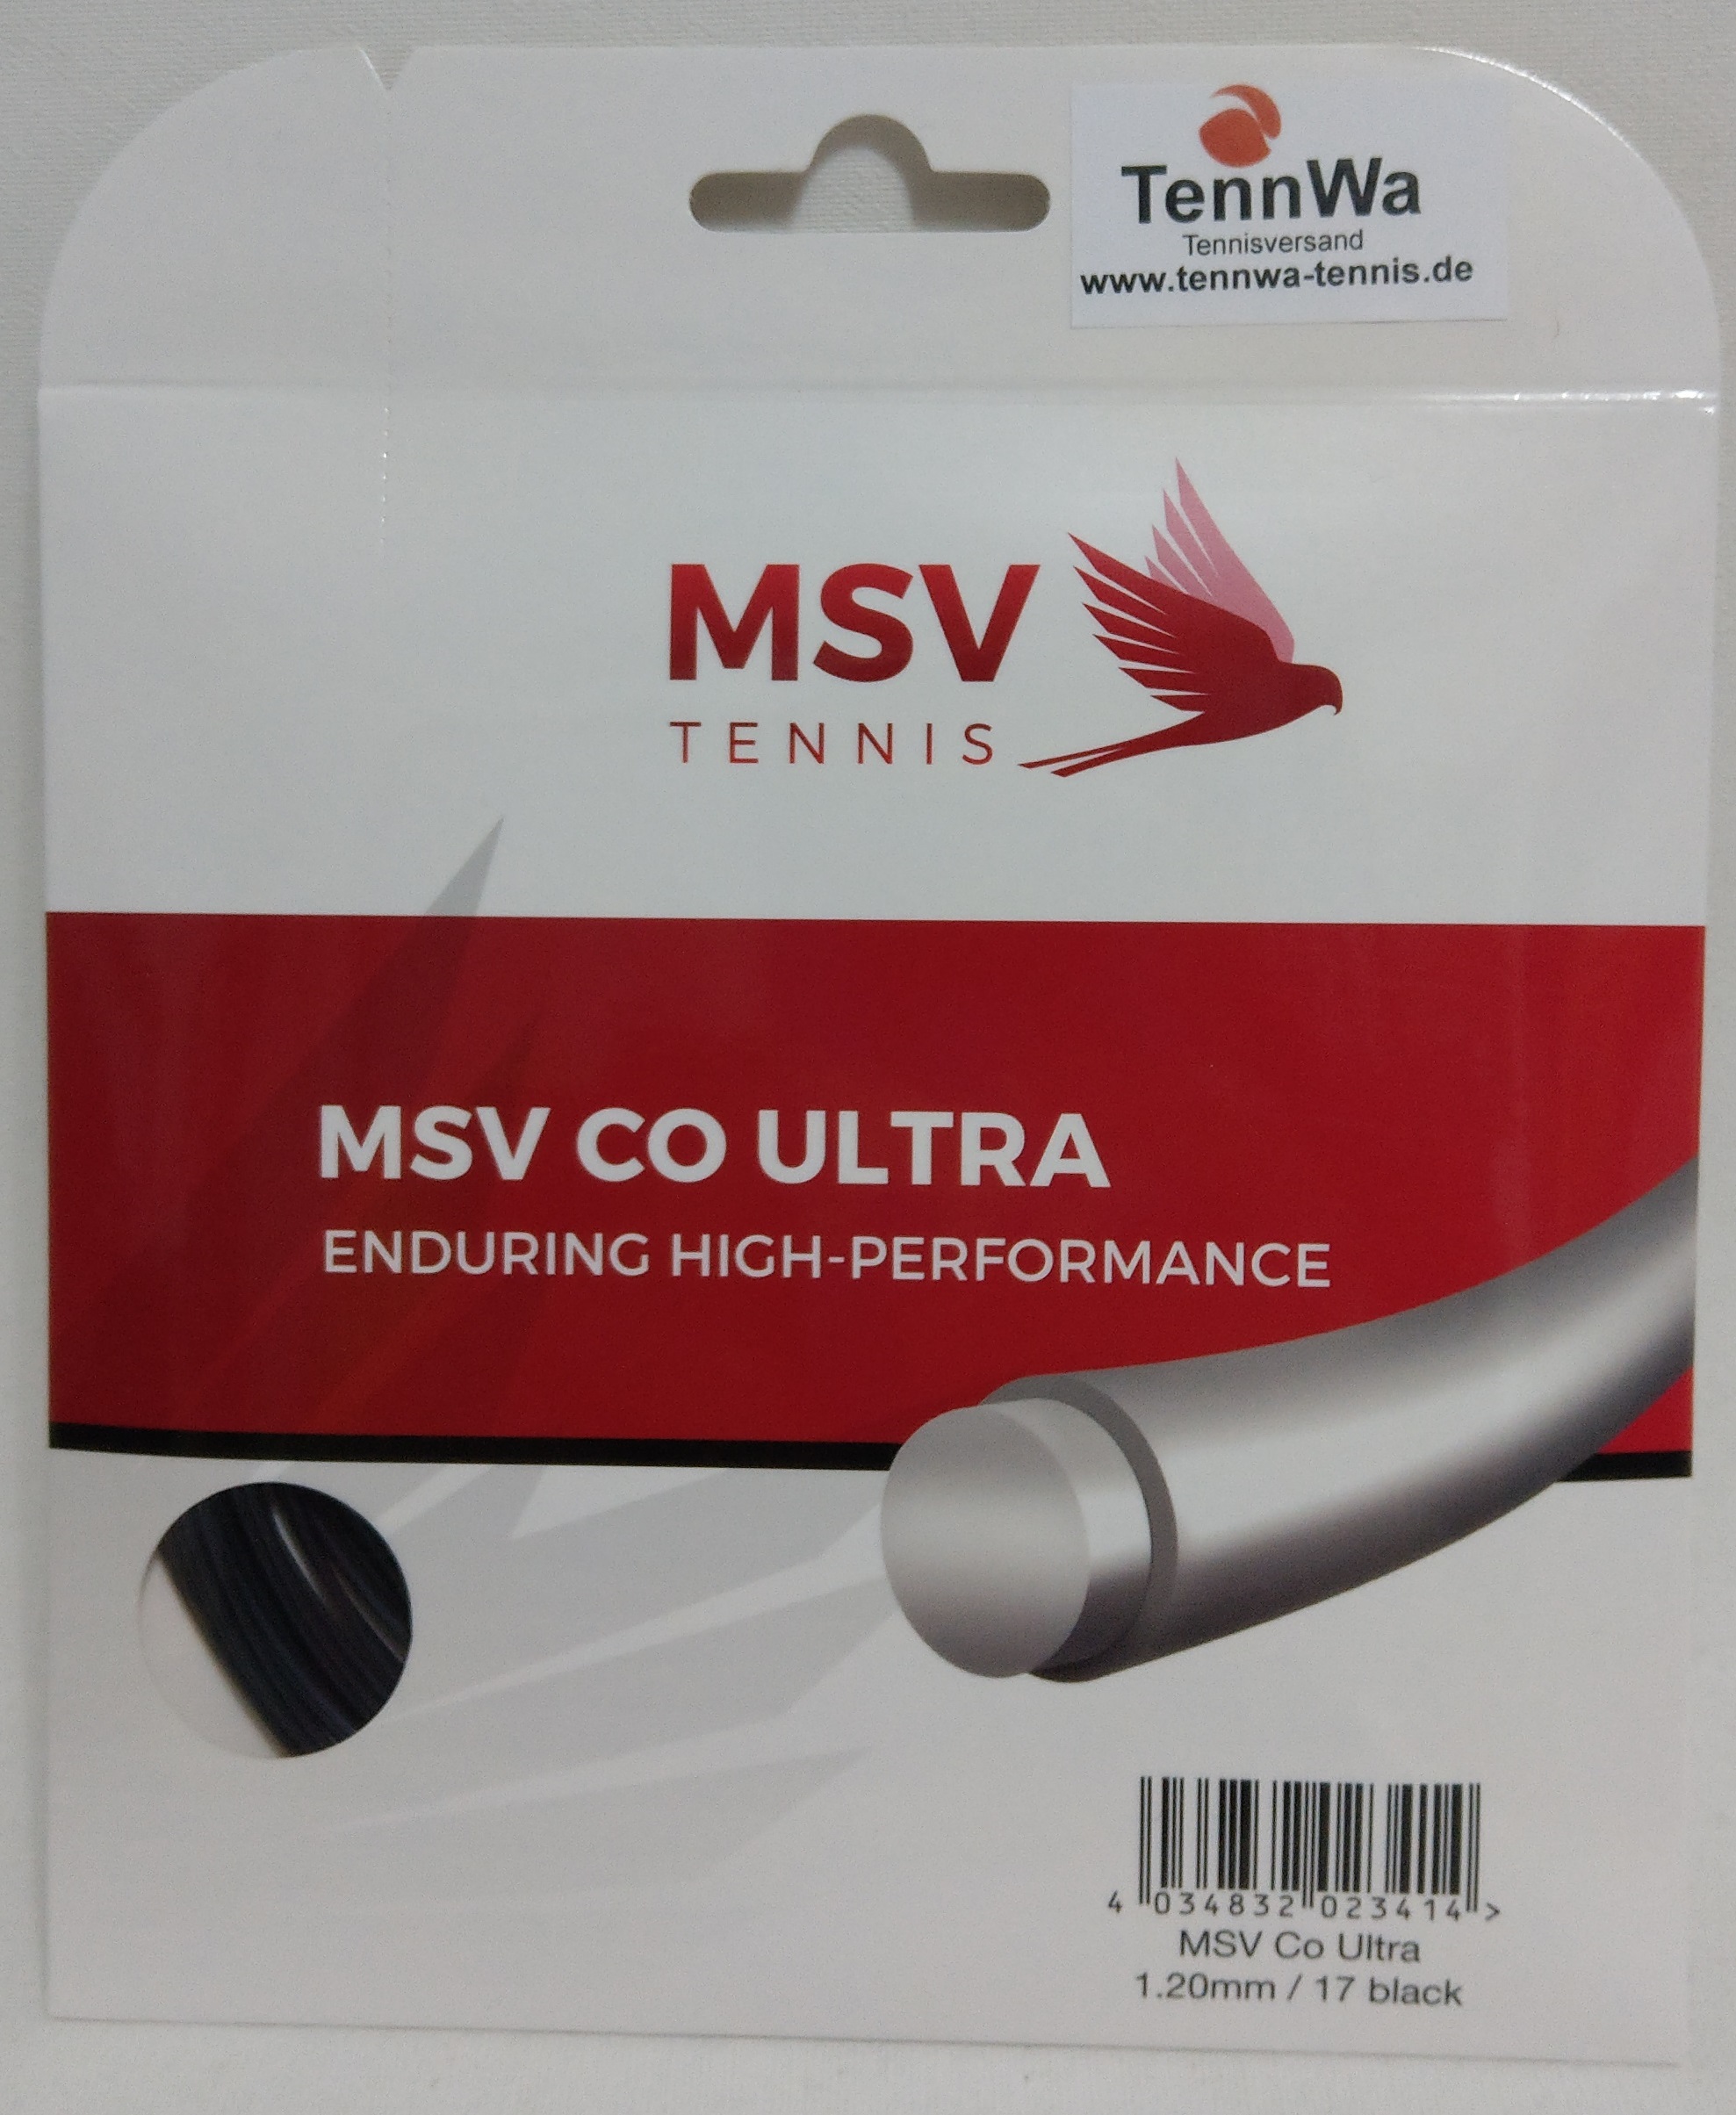 TennWa
Tennisversand
www.tennwa-tennis.de
MSV
TENNIS
MSV CO ULTRA
ENDURING HIGH-PERFORMANCE
4 034832 023414 >
MSV Co Ultra
1.20mm / 17 black